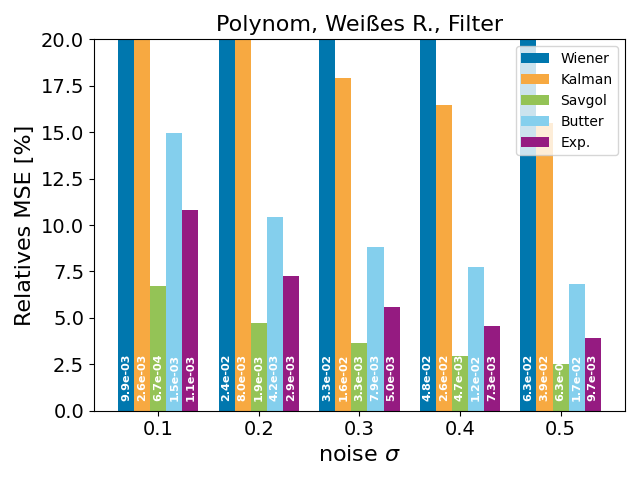 Polynom, Weißes R., Filter
Relatives MSE [%]
20.0
17.5
15.0
12.5
10.0
7.5
5.0
2.5
0.0
Wiener
Kalman
Savgol
Butter
Exp.
9.9e-03
2.6e-03
6.7e-04
1.5e-03
1.1e-03
2.4e-02
8.0e-03
1.9e-03
4.2e-03
2.9e-03
3.3e-02
1.6e-02
3.3e-03
7.9e-03
5.0e-03
4.8e-02
2.6e-02
4.7e-03
1.2e-02
7.3e-03
6.3e-02
3.9e-02
6.3e-0
1.7e-02
9.7e-03
0.1
0.2
0.3
0.4
0.5
noise σ